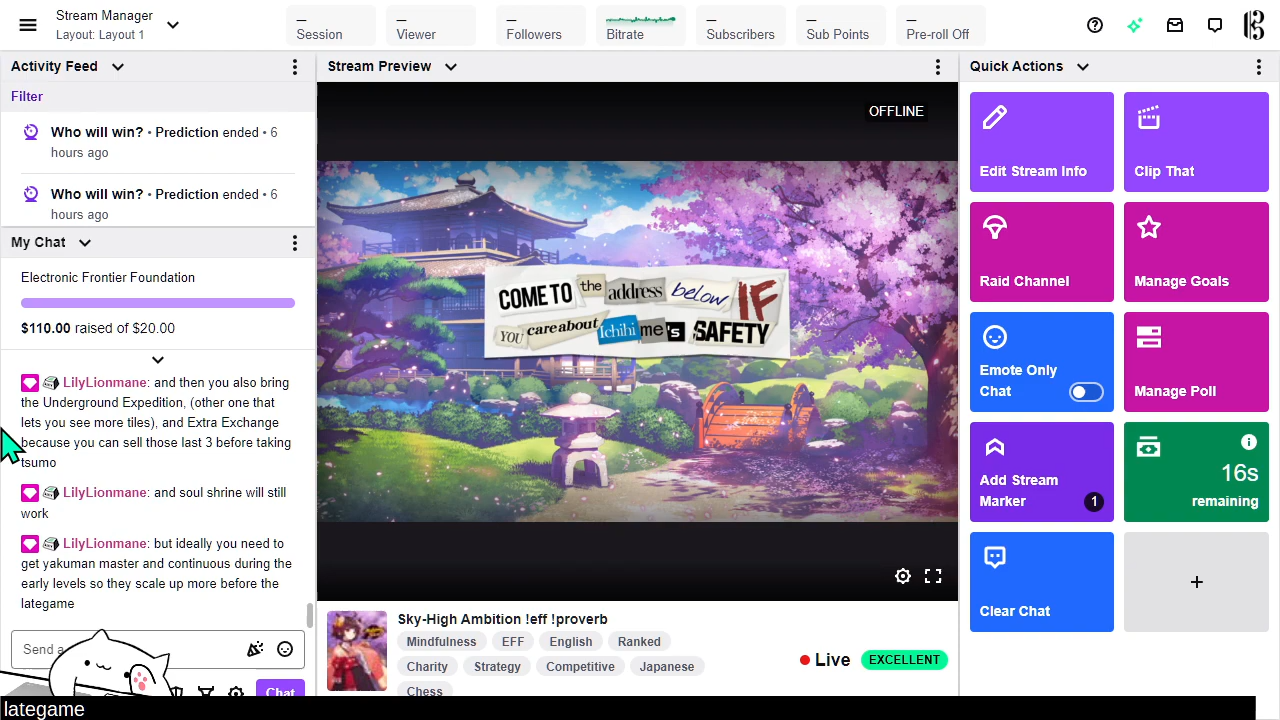 Stream Manager
Layout: Layout 1
–
Session
–
Viewers
–
Followers
Bitrate
–
Subscribers
–
Sub Points
–
Pre-roll Off
Activity Feed
Filter
Who will win? • Prediction ended • 6
hours ago
Who will win? • Prediction ended • 6
hours ago
My Chat
Electronic Frontier Foundation
$110.00 raised of $20.00
LilyLionmane: and then you also bring
the Underground Expedition, (other one that
lets you see more tiles), and Extra Exchange
because you can sell those last 3 before taking
tsumo
LilyLionmane: and soul shrine will still
work
LilyLionmane: but ideally you need to
get yakuman master and continuous during the
early levels so they scale up more before the
lategame
Send a
Chat
lategame
Stream Preview
OFFLINE
COME TO the address below IF
YOU care about Ichihime's SAFETY
Sky-High Ambition !eff !proverb
Mindfulness
EFF
English
Ranked
Charity
Strategy
Competitive
Japanese
Chess
Live
EXCELLENT
Quick Actions
Edit Stream Info
Clip That
Raid Channel
Manage Goals
Emote Only
Chat
Manage Poll
Add Stream
Marker
1
16s
remaining
Clear Chat